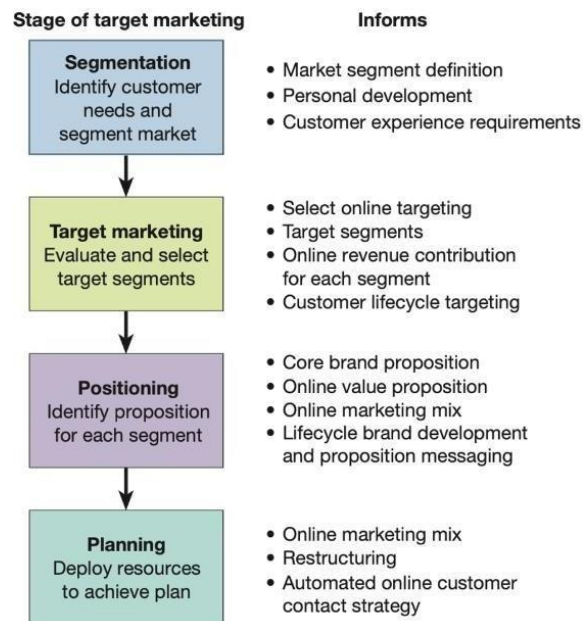 Stage of target marketing
Informs
Segmentation
Identify customer
needs and
segment market
• Market segment definition
• Personal development
• Customer experience requirements
Target marketing
Evaluate and select
target segments
• Select online targeting
• Target segments
• Online revenue contribution
for each segment
• Customer lifecycle targeting
Positioning
Identify proposition
for each segment
• Core brand proposition
• Online value proposition
• Online marketing mix
• Lifecycle brand development
and proposition messaging
Planning
Deploy resources
to achieve plan
• Online marketing mix
• Restructuring
• Automated online customer
contact strategy